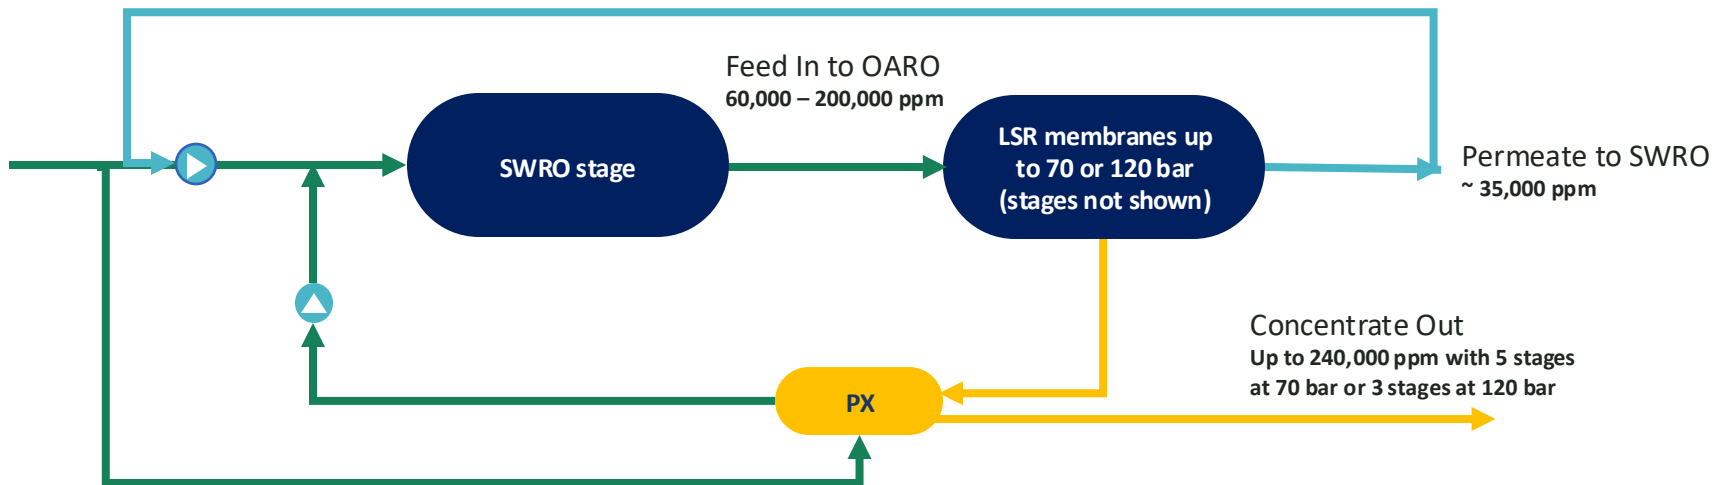 Feed In to OARO
60,000 – 200,000 ppm
SWRO stage
LSR membranes up
to 70 or 120 bar
(stages not shown)
Permeate to SWRO
~ 35,000 ppm
Concentrate Out
Up to 240,000 ppm with 5 stages
at 70 bar or 3 stages at 120 bar
PX